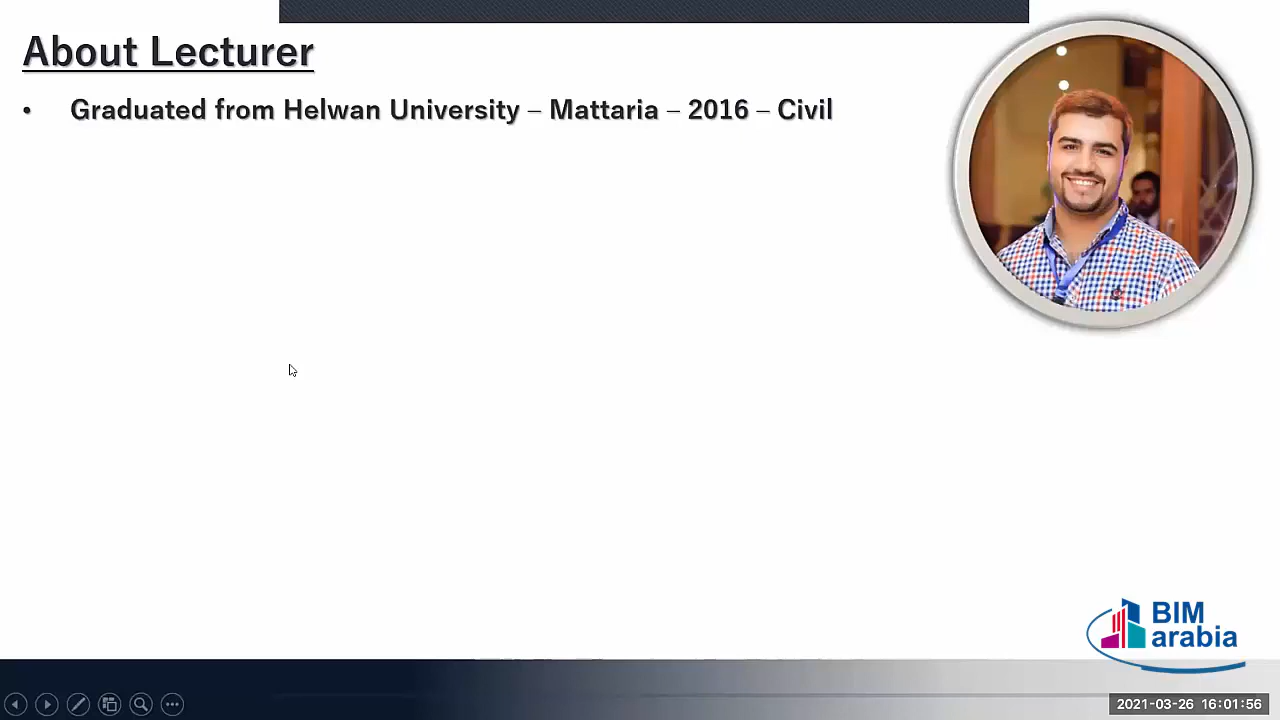 About Lecturer
• Graduated from Helwan University – Mattaria – 2016 – Civil
BIM
arabia
2021-03-26 16:01:56